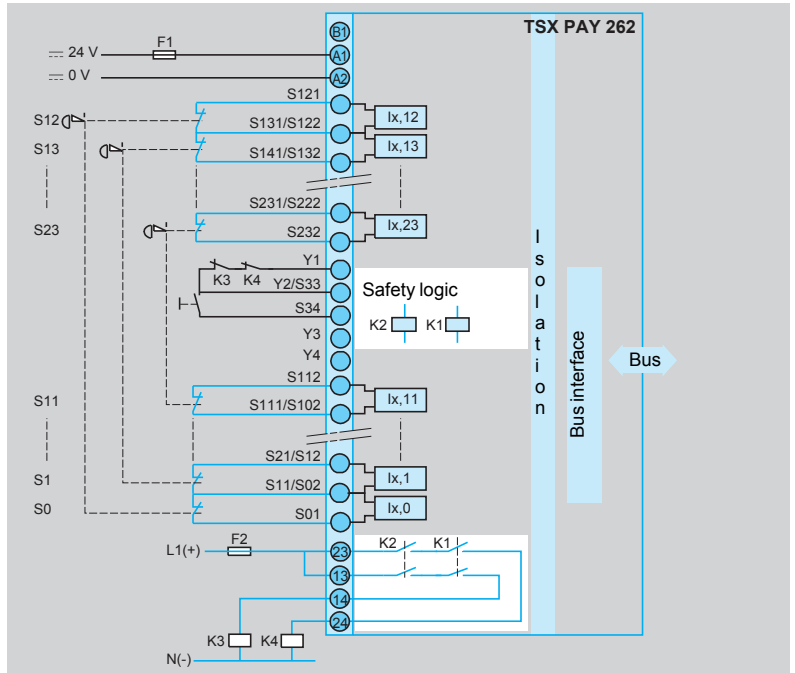 TSX PAY 262
B1
F1
24 V
A1
0 V
A2
S121
S12
Ix,12
S131/S122
S13
Ix,13
S141/S132
S231/S222
S23
Ix,23
S232
Y1
K3 K4
Y2/S33
Safety logic
S34
K2 K1
Y3
Y4
Isolation
Bus interface
Bus
S112
S11
Ix,11
S111/S102
S21/S12
S1
Ix,1
S11/S02
S0
Ix,0
S01
F2
L1(+)
23
K2 K1
13
14
24
K3 K4
N(-)